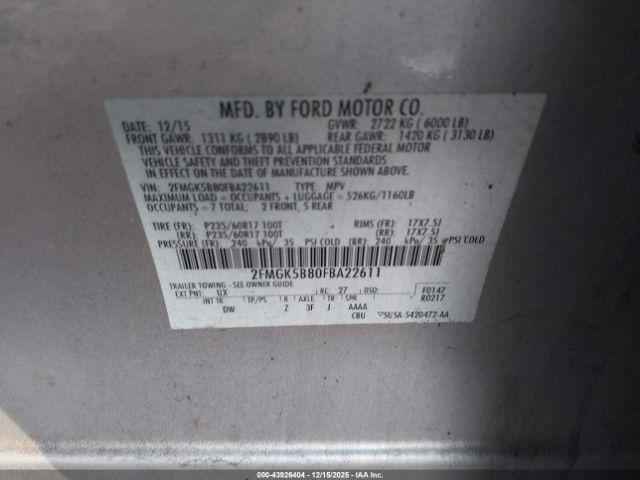 MFD. BY FORD MOTOR CO.
DATE: 12/15 GVWR: 2722 KG ( 6000 LB)
FRONT GAWR: 1311 KG ( 2890 LB) REAR GAWR: 1420 KG ( 3130 LB)
THIS VEHICLE CONFORMS TO ALL APPLICABLE FEDERAL MOTOR
VEHICLE SAFETY AND THEFT PREVENTION STANDARDS IN EFFECT
ON THE DATE OF MANUFACTURE SHOWN ABOVE.
VIN: 2FMGK5B80FBA22611 TYPE: MPV
MAXIMUM LOAD = OCCUPANTS + LUGGAGE = 526KG/1160LB
OCCUPANTS = 7 TOTAL; 2 FRONT, 5 REAR
TIRE (FR): P235/60R17 100T RIMS (FR): 17X7.5J
(RR): P235/60R17 100T (RR): 17X7.5J
PRESSURE (FR): 240 kPa/ 35 PSI COLD (RR): 240 kPa/ 35 PSI COLD
2FMGK5B80FBA22611
TRAILER TOWING - SEE OWNER GUIDE
EXT PNT: UX RC: 27 DSO: F0147
INT TR TP/PS R AXLE TR SPR R0217
DW Z 3F J AAAA
CBU 5USA-5420472-AA
000-43926404 - 12/15/2025 - IAAI.COM